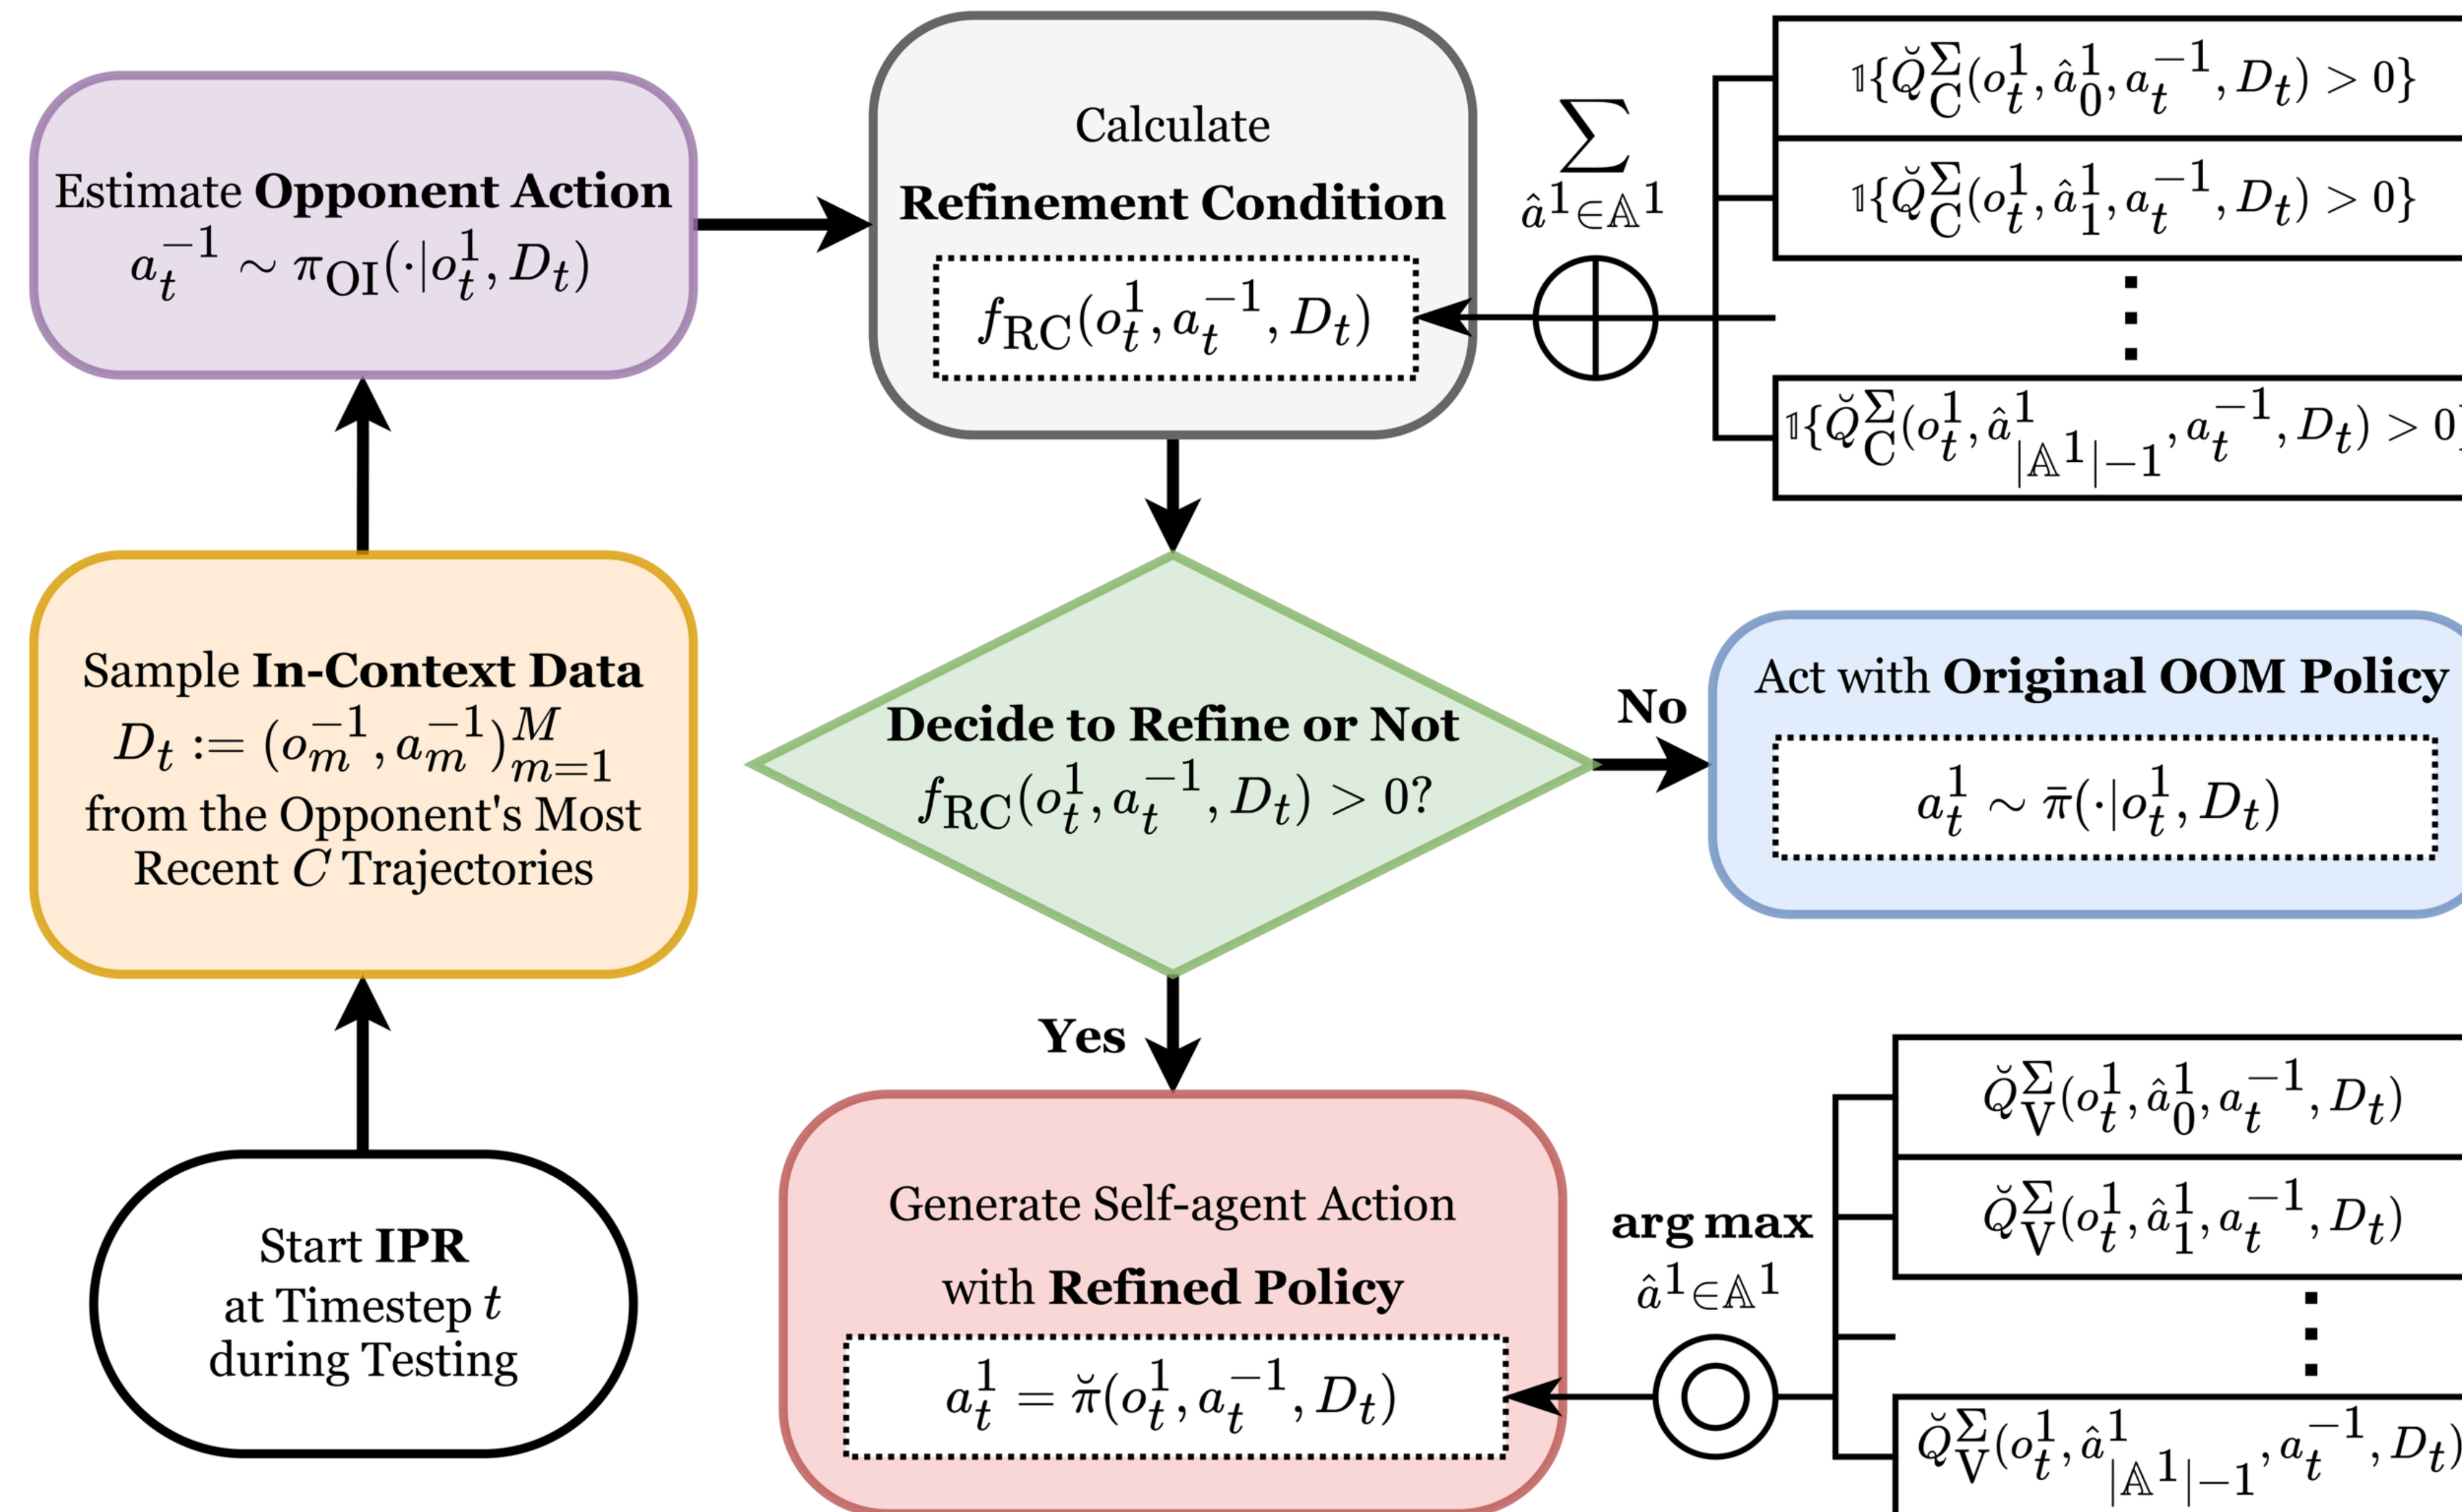 Estimate Opponent Action
a_t^{-1} ∼ π_{OI}(·|o_t^1, D_t)
Calculate
Refinement Condition
f_{RC}(o_t^1, a_t^{-1}, D_t)
∑
â^1∈𝔸^1
𝟙{Q̆_C^Σ(o_t^1, â_0^1, a_t^{-1}, D_t) > 0}
𝟙{Q̆_C^Σ(o_t^1, â_1^1, a_t^{-1}, D_t) > 0}
⋮
𝟙{Q̆_C^Σ(o_t^1, â_{|𝔸^1|−1}^1, a_t^{-1}, D_t) > 0}
Sample In-Context Data
D_t := (o_m^{-1}, a_m^{-1})_{m=1}^M
from the Opponent's Most
Recent C Trajectories
Decide to Refine or Not
f_{RC}(o_t^1, a_t^{-1}, D_t) > 0?
No
Act with Original OOM Policy
a_t^1 ∼ π̄(·|o_t^1, D_t)
Yes
Start IPR
at Timestep t
during Testing
Generate Self-agent Action
with Refined Policy
a_t^1 = π̆(o_t^1, a_t^{-1}, D_t)
arg max
â^1∈𝔸^1
Q̆_V^Σ(o_t^1, â_0^1, a_t^{-1}, D_t)
Q̆_V^Σ(o_t^1, â_1^1, a_t^{-1}, D_t)
⋮
Q̆_V^Σ(o_t^1, â_{|𝔸^1|−1}^1, a_t^{-1}, D_t)